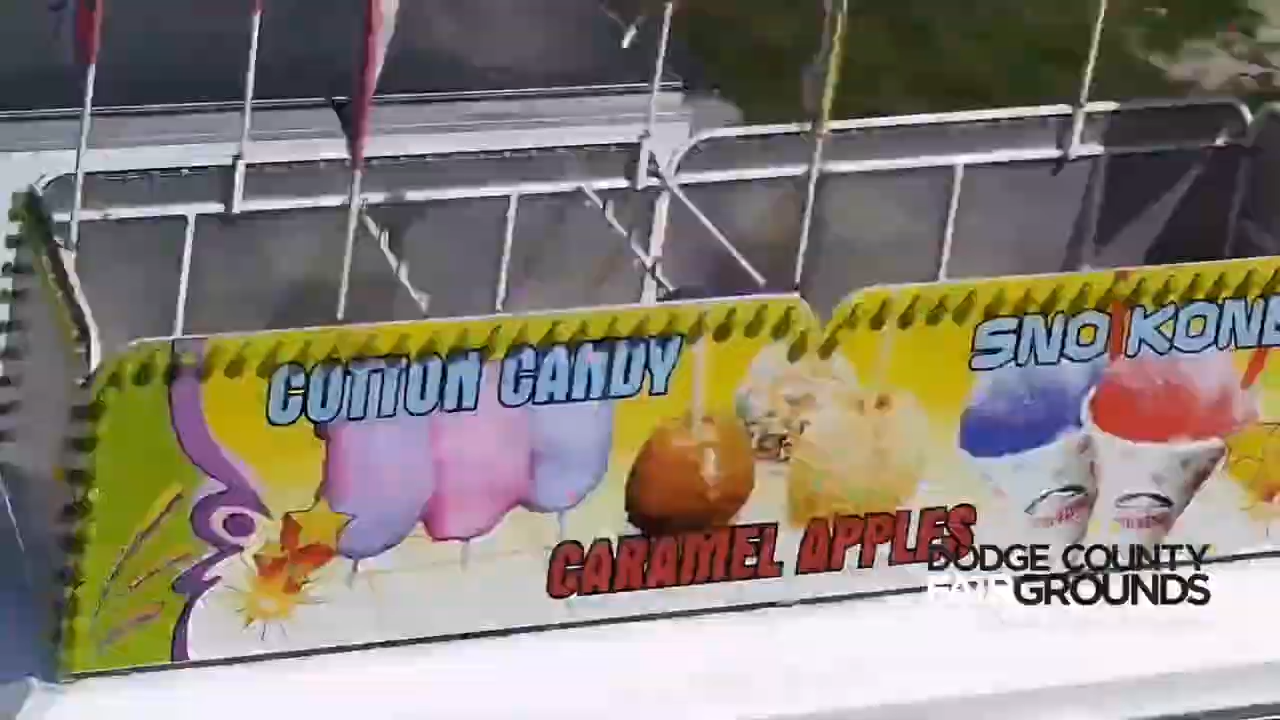 COTTON CANDY
SNO KONE
CARAMEL APPLES
DODGE COUNTY
FAIRGROUNDS